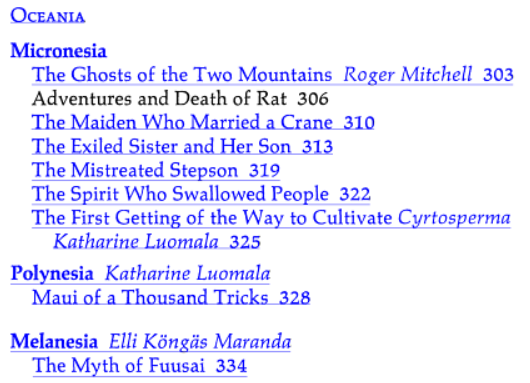 OCEANIA
Micronesia
The Ghosts of the Two Mountains Roger Mitchell 303
Adventures and Death of Rat 306
The Maiden Who Married a Crane 310
The Exiled Sister and Her Son 313
The Mistreated Stepson 319
The Spirit Who Swallowed People 322
The First Getting of the Way to Cultivate Cyrtosperma
Katharine Luomala 325
Polynesia Katharine Luomala
Maui of a Thousand Tricks 328
Melanesia Elli Köngäs Maranda
The Myth of Fuusai 334